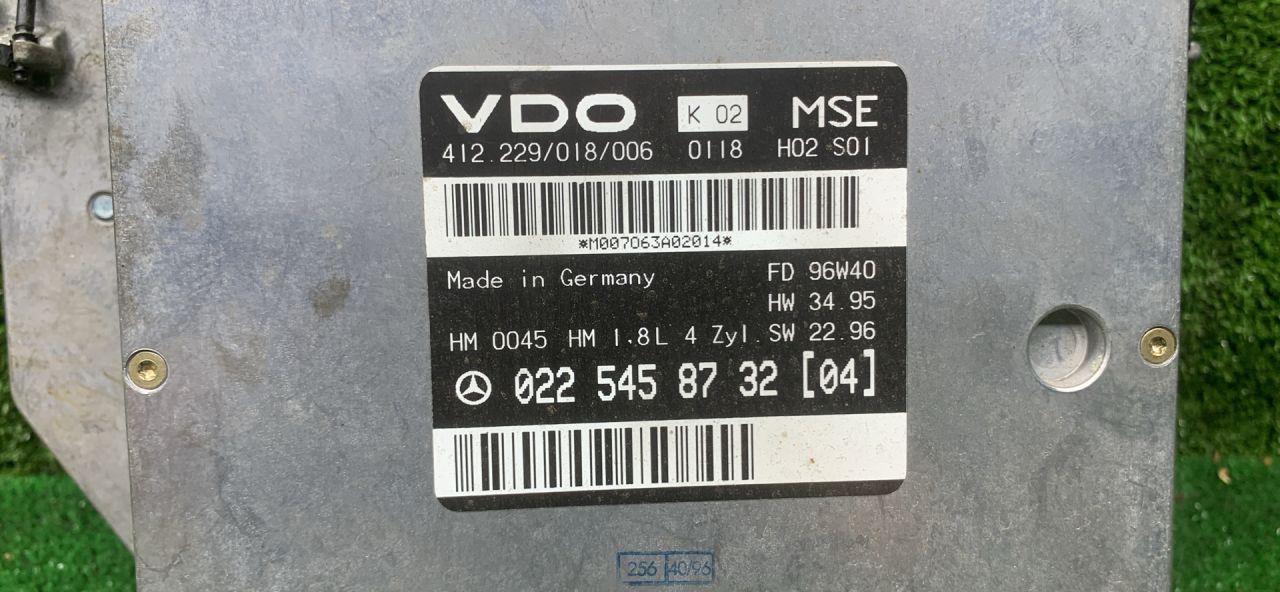 VDO K 02 MSE
412.229/018/006 0118 H02 S01
*M007063A02014*
Made in Germany FD 96W40
HW 34.95
HM 0045 HM 1,8L 4 Zyl. SW 22.96
022 545 87 32 [04]
256 40/96